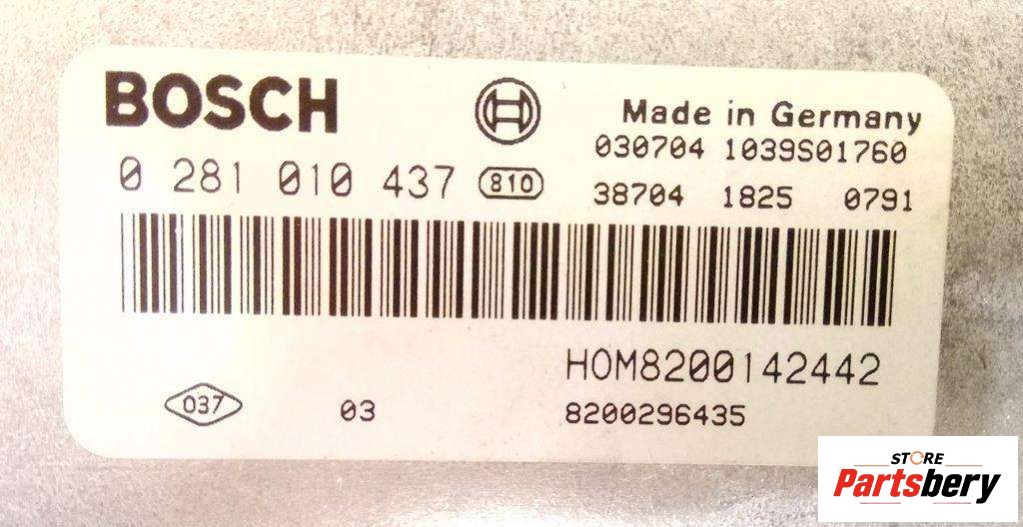 BOSCH
Made in Germany
030704 1039S01760
0 281 010 437 810
38704 1825 0791
HOM8200142442
037 03
8200296435
STORE
Partsbery